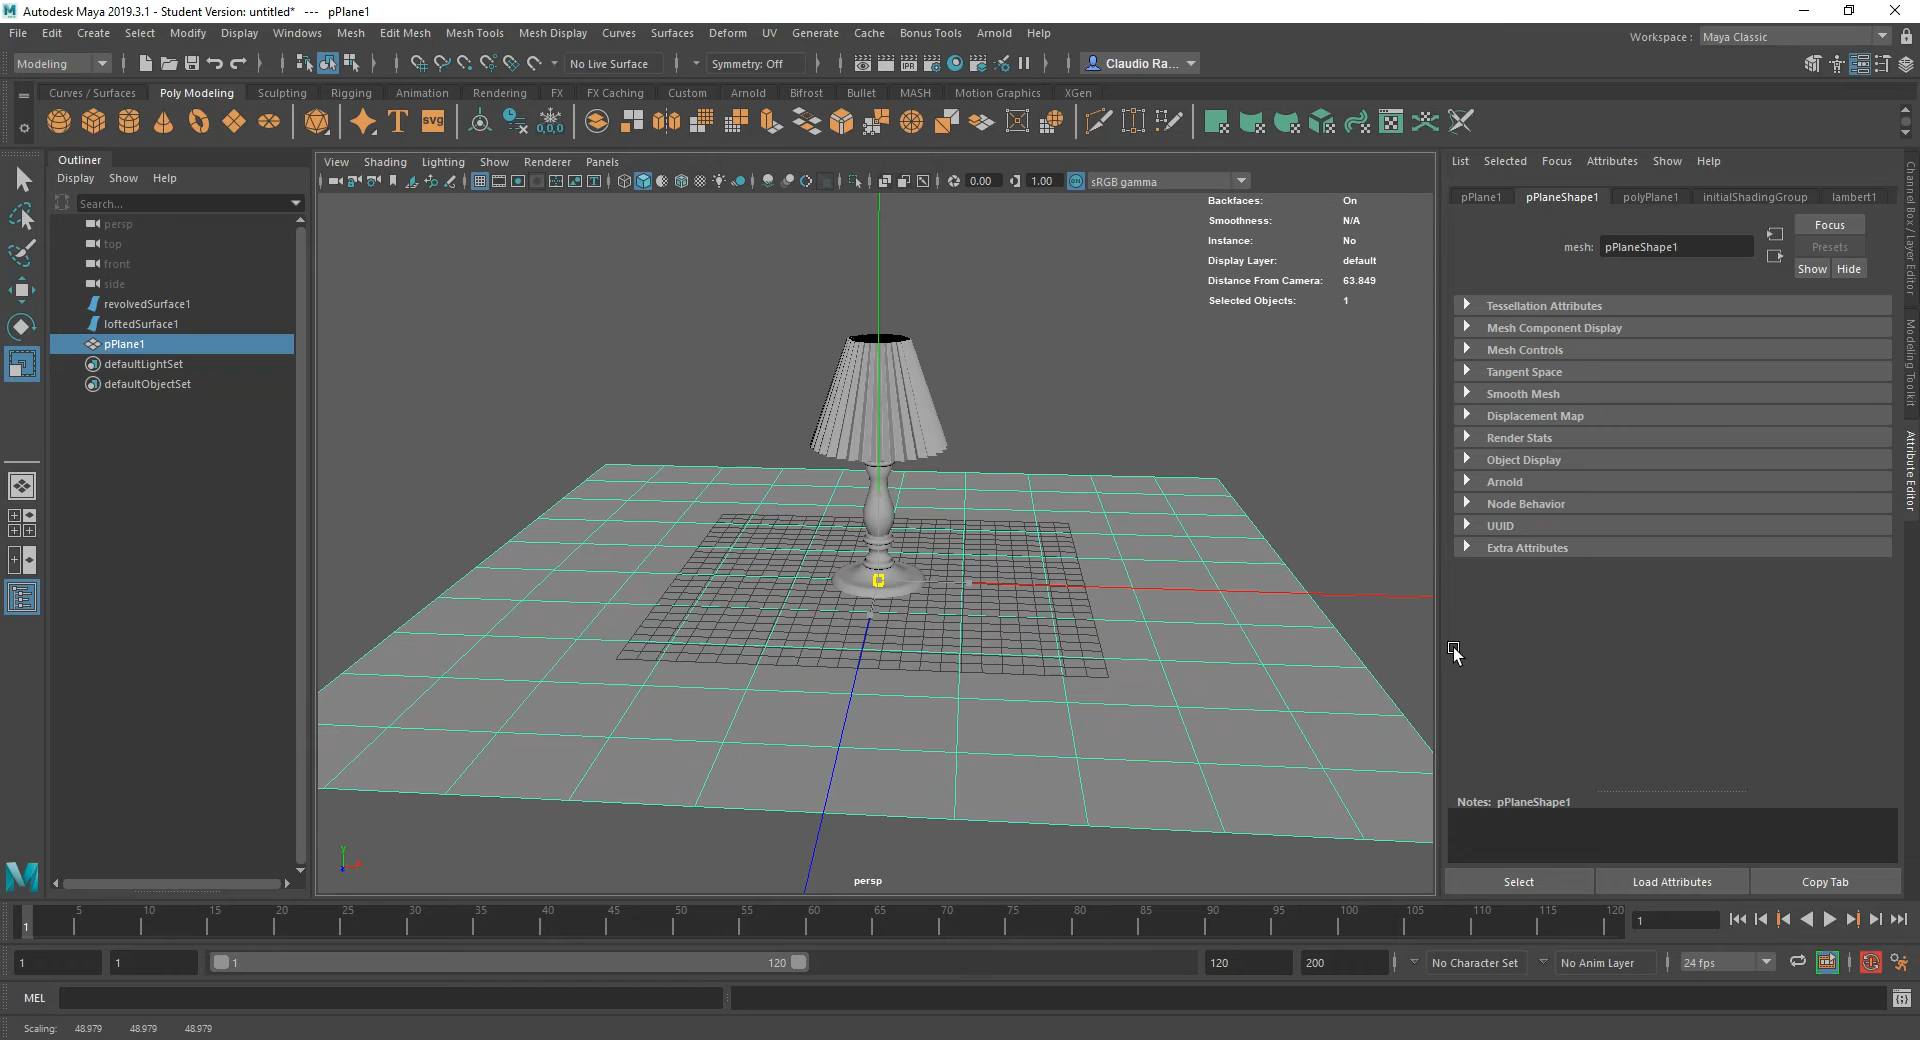 Autodesk Maya 2019.3.1 - Student Version: untitled* --- pPlane1
File Edit Create Select Modify Display Windows Mesh Edit Mesh Mesh Tools Mesh Display Curves Surfaces Deform UV Generate Cache Bonus Tools Arnold Help
Workspace : Maya Classic
Modeling No Live Surface Symmetry: Off Claudio Ra...
Curves / Surfaces Poly Modeling Sculpting Rigging Animation Rendering FX FX Caching Custom Arnold Bifrost Bullet MASH Motion Graphics XGen
T svg 0,0,0
Outliner
Display Show Help
Search...
persp
top
front
side
revolvedSurface1
loftedSurface1
pPlane1
defaultLightSet
defaultObjectSet
View Shading Lighting Show Renderer Panels
0.00 1.00 sRGB gamma
Backfaces: On
Smoothness: N/A
Instance: No
Display Layer: default
Distance From Camera: 63.849
Selected Objects: 1
y
persp
List Selected Focus Attributes Show Help
pPlane1 pPlaneShape1 polyPlane1 initialShadingGroup lambert1
mesh: pPlaneShape1
Focus
Presets
Show Hide
Tessellation Attributes
Mesh Component Display
Mesh Controls
Tangent Space
Smooth Mesh
Displacement Map
Render Stats
Object Display
Arnold
Node Behavior
UUID
Extra Attributes
Notes: pPlaneShape1
Select Load Attributes Copy Tab
Channel Box / Layer Editor
Modeling Toolkit
Attribute Editor
1 5 10 15 20 25 30 35 40 45 50 55 60 65 70 75 80 85 90 95 100 105 110 115 120 1
1 1 1 120 120 200 No Character Set No Anim Layer 24 fps
MEL
Scaling: 48.979 48.979 48.979